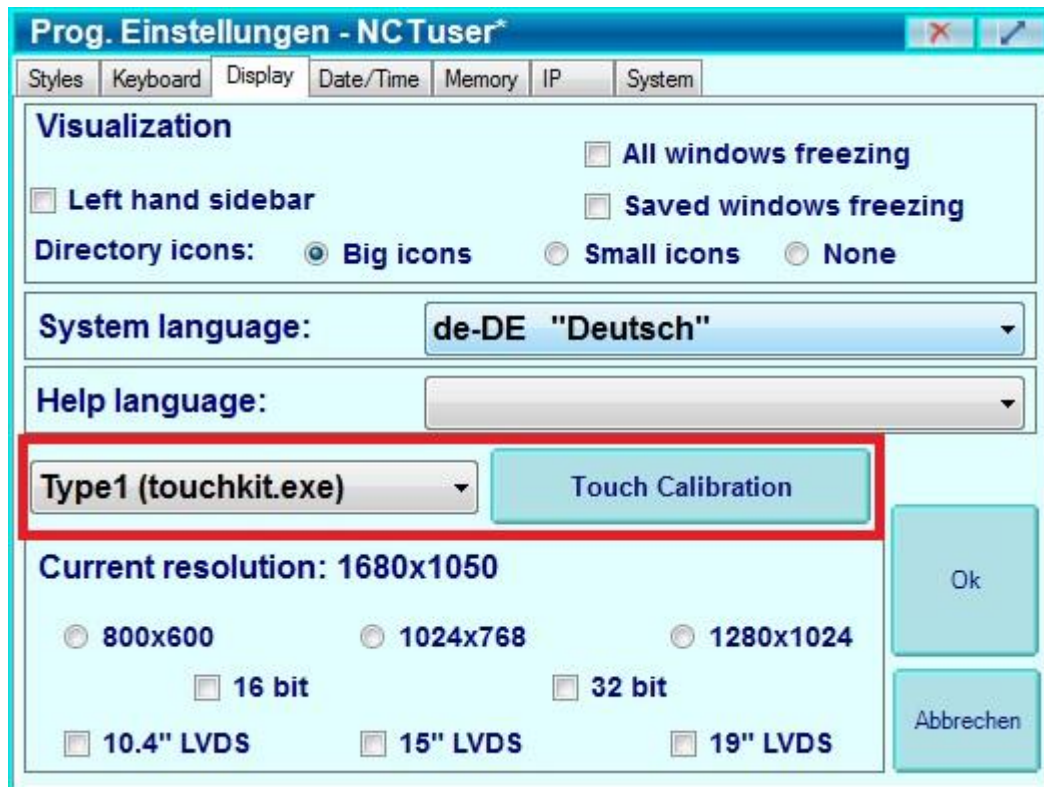 Prog. Einstellungen - NCTuser*
Styles Keyboard Display Date/Time Memory IP System
Visualization
All windows freezing
Left hand sidebar
Saved windows freezing
Directory icons: Big icons Small icons None
System language: de-DE "Deutsch"
Help language:
Type1 (touchkit.exe) Touch Calibration
Current resolution: 1680x1050
Ok
800x600 1024x768 1280x1024
16 bit 32 bit
Abbrechen
10.4" LVDS 15" LVDS 19" LVDS